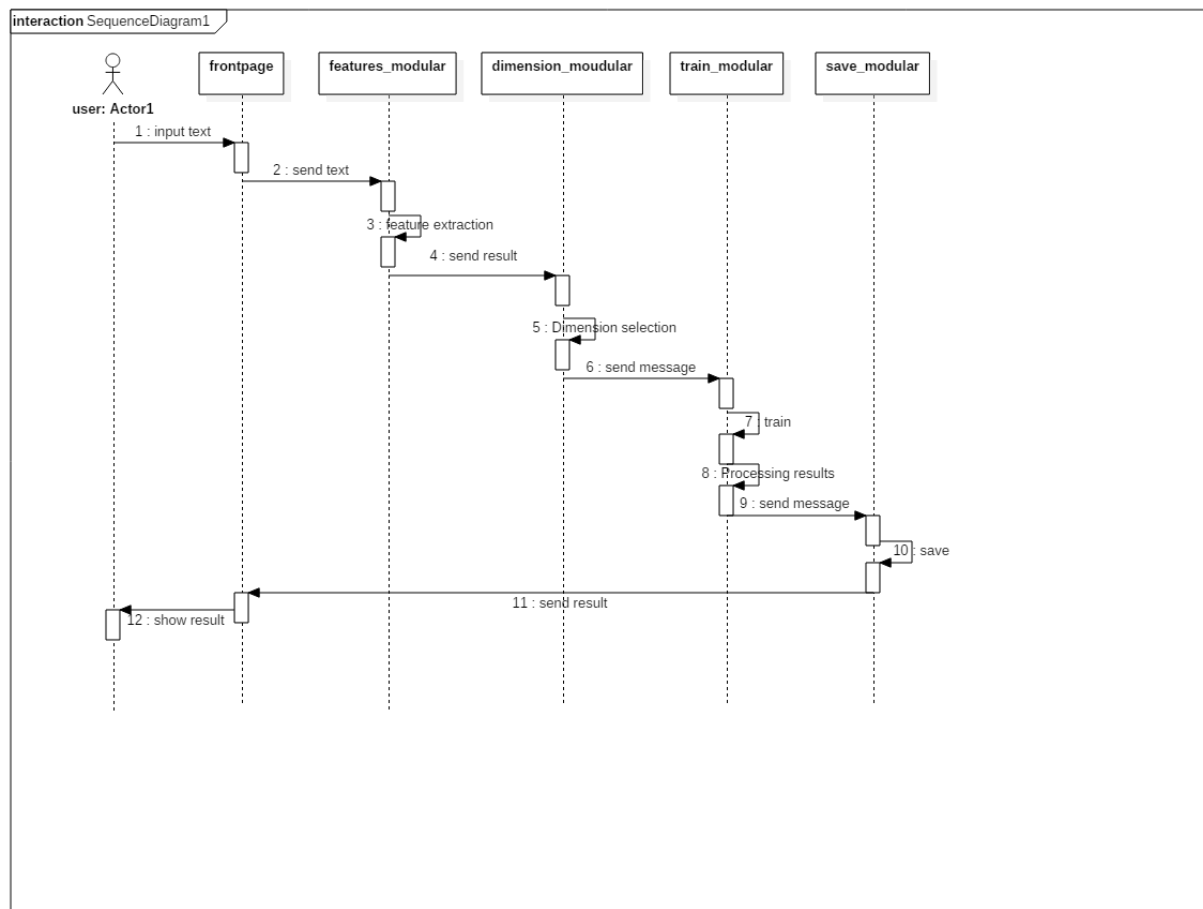 interaction SequenceDiagram1
frontpage
features_modular
dimension_moudular
train_modular
save_modular
user: Actor1
1 : input text
2 : send text
3 : feature extraction
4 : send result
5 : Dimension selection
6 : send message
7 : train
8 : Processing results
9 : send message
10 : save
11 : send result
12 : show result